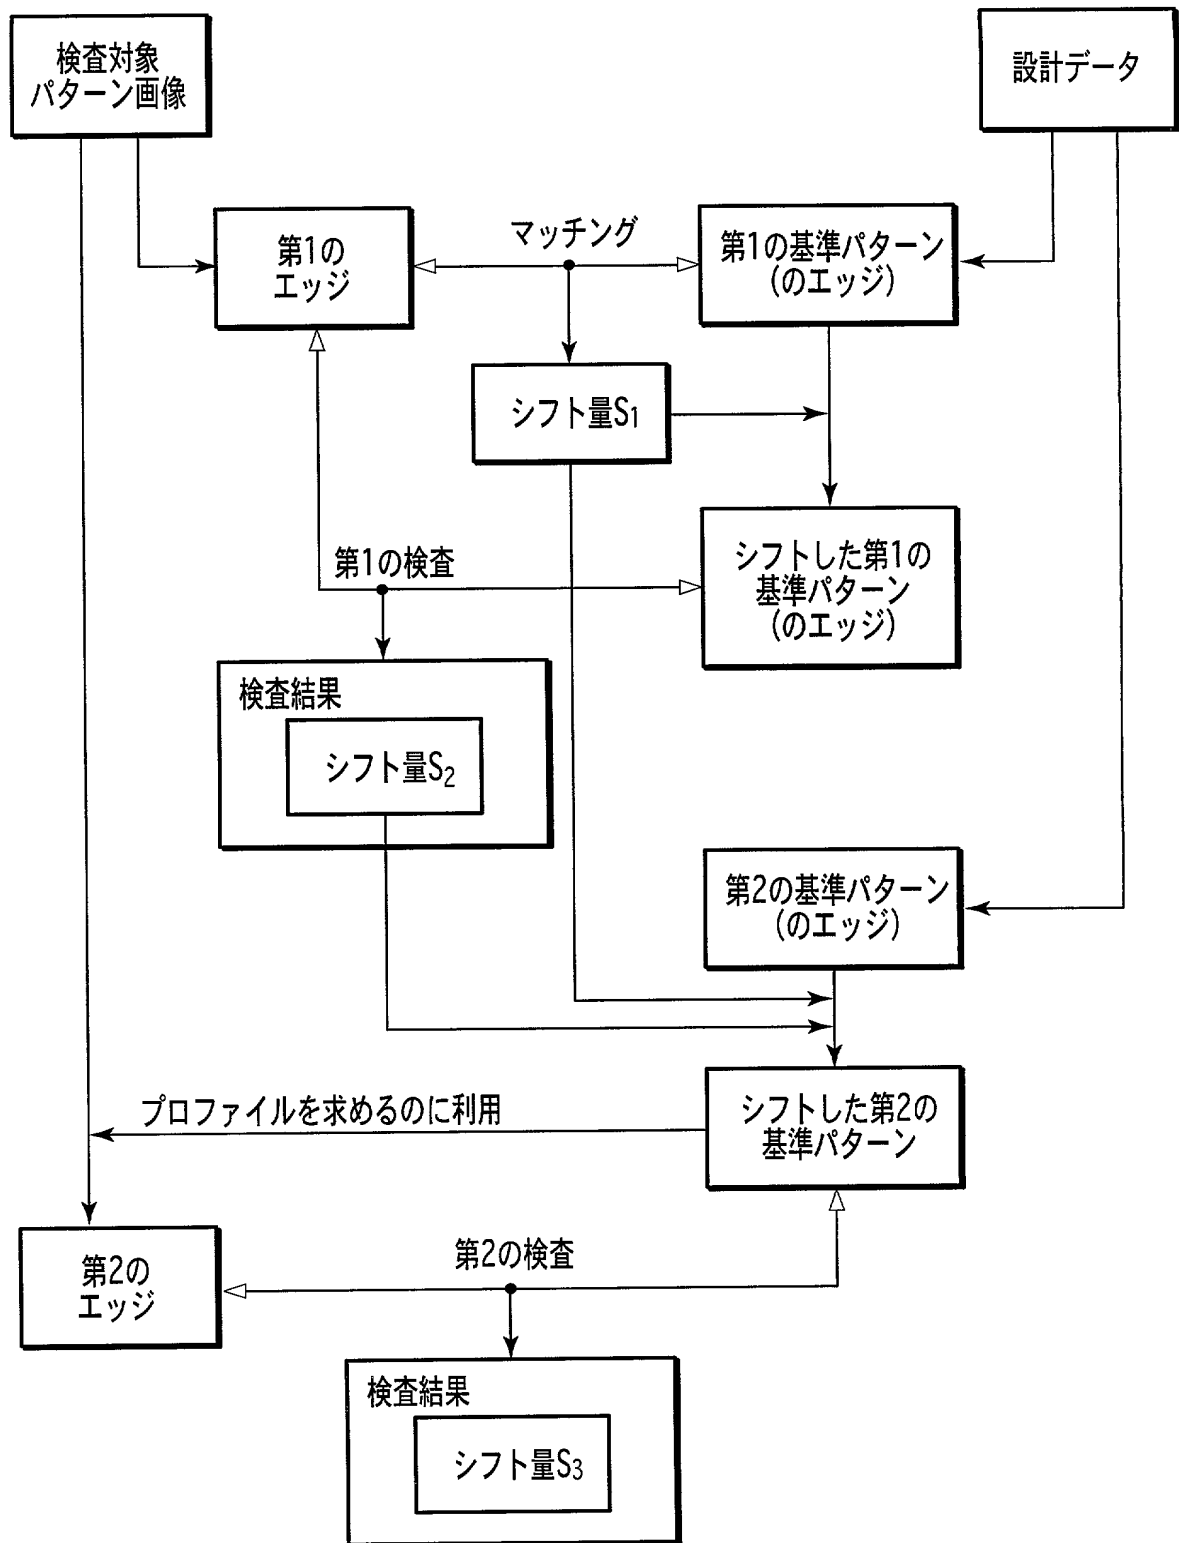 検査対象
パターン画像
設計データ
第1の
エッジ
マッチング
第1の基準パターン
(のエッジ)
シフト量S1
第1の検査
シフトした第1の
基準パターン
(のエッジ)
検査結果
シフト量S2
第2の基準パターン
(のエッジ)
プロファイルを求めるのに利用
シフトした第2の
基準パターン
第2の
エッジ
第2の検査
検査結果
シフト量S3